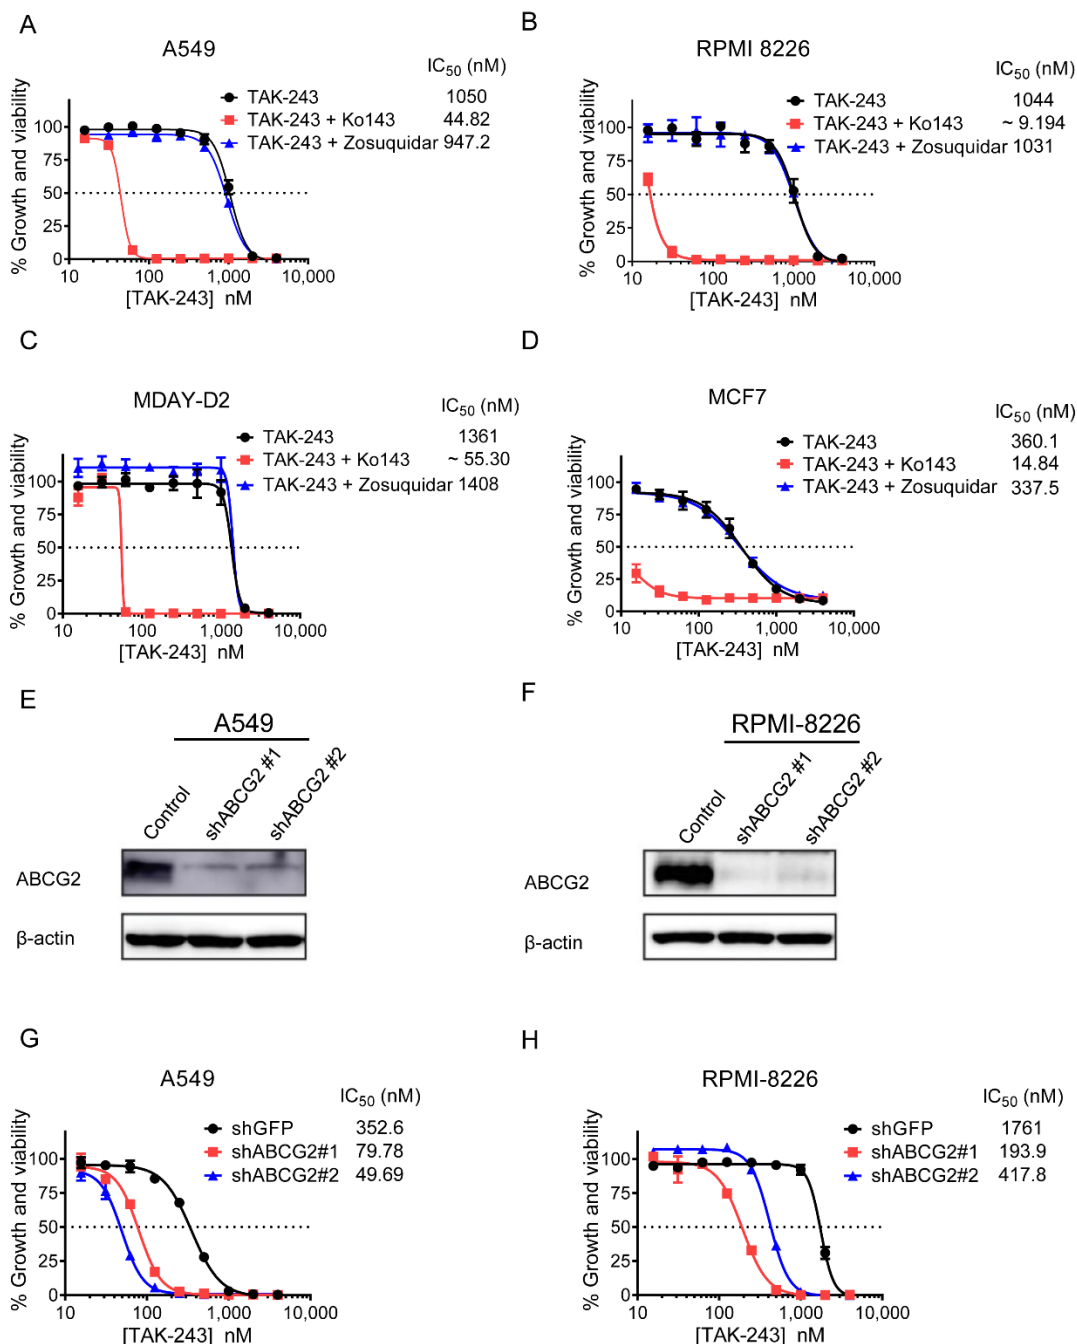 A
A549
IC50 (nM)
TAK-243 1050
TAK-243 + Ko143 44.82
TAK-243 + Zosuquidar 947.2
% Growth and viability
100
75
50
25
0
10 100 1,000 10,000
[TAK-243] nM
B
RPMI 8226
IC50 (nM)
TAK-243 1044
TAK-243 + Ko143 ~ 9.194
TAK-243 + Zosuquidar 1031
% Growth and viability
100
75
50
25
0
10 100 1,000 10,000
[TAK-243] nM
C
MDAY-D2
IC50 (nM)
TAK-243 1361
TAK-243 + Ko143 ~ 55.30
TAK-243 + Zosuquidar 1408
% Growth and viability
100
75
50
25
0
10 100 1,000 10,000
[TAK-243] nM
D
MCF7
IC50 (nM)
TAK-243 360.1
TAK-243 + Ko143 14.84
TAK-243 + Zosuquidar 337.5
% Growth and viability
100
75
50
25
0
10 100 1,000 10,000
[TAK-243] nM
E
A549
Control
shABCG2 #1
shABCG2 #2
ABCG2
β-actin
F
RPMI-8226
Control
shABCG2 #1
shABCG2 #2
ABCG2
β-actin
G
A549
IC50 (nM)
shGFP 352.6
shABCG2#1 79.78
shABCG2#2 49.69
% Growth and viability
100
75
50
25
0
10 100 1,000 10,000
[TAK-243] nM
H
RPMI-8226
IC50 (nM)
shGFP 1761
shABCG2#1 193.9
shABCG2#2 417.8
% Growth and viability
100
75
50
25
0
10 100 1,000 10,000
[TAK-243] nM